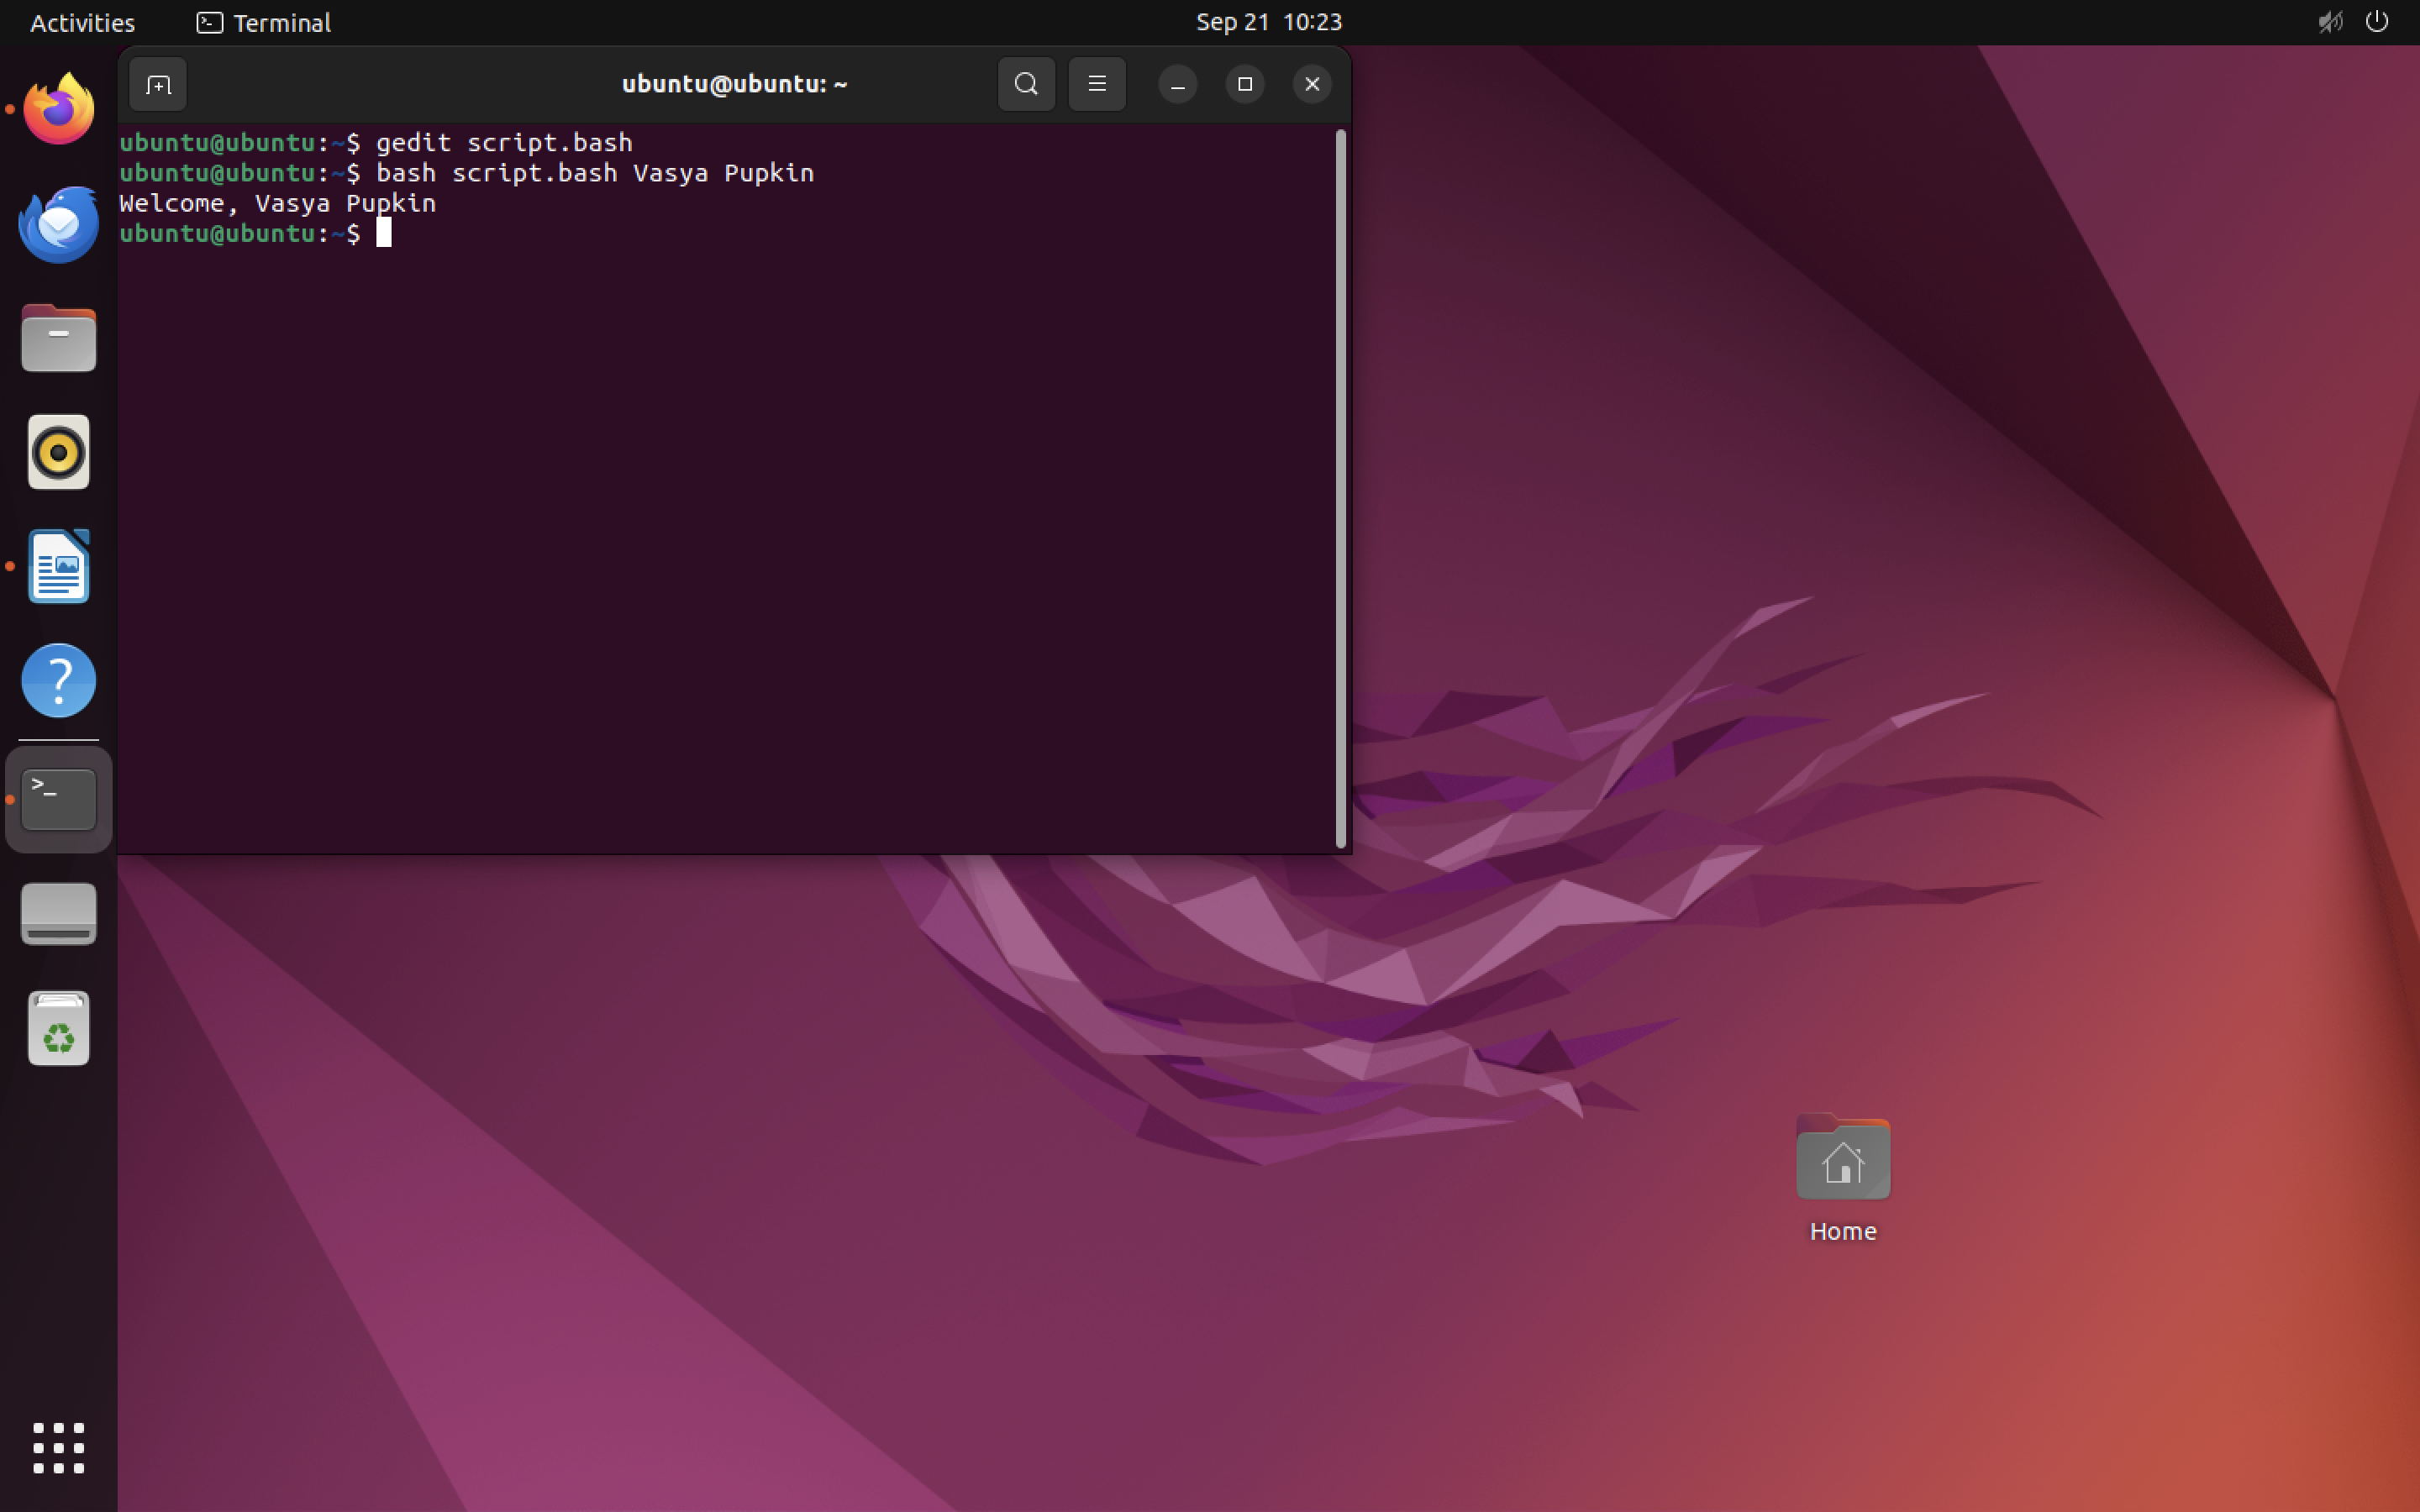 Activities Terminal Sep 21 10:23
ubuntu@ubuntu: ~
ubuntu@ubuntu:~$ gedit script.bash
ubuntu@ubuntu:~$ bash script.bash Vasya Pupkin
Welcome, Vasya Pupkin
ubuntu@ubuntu:~$
Home